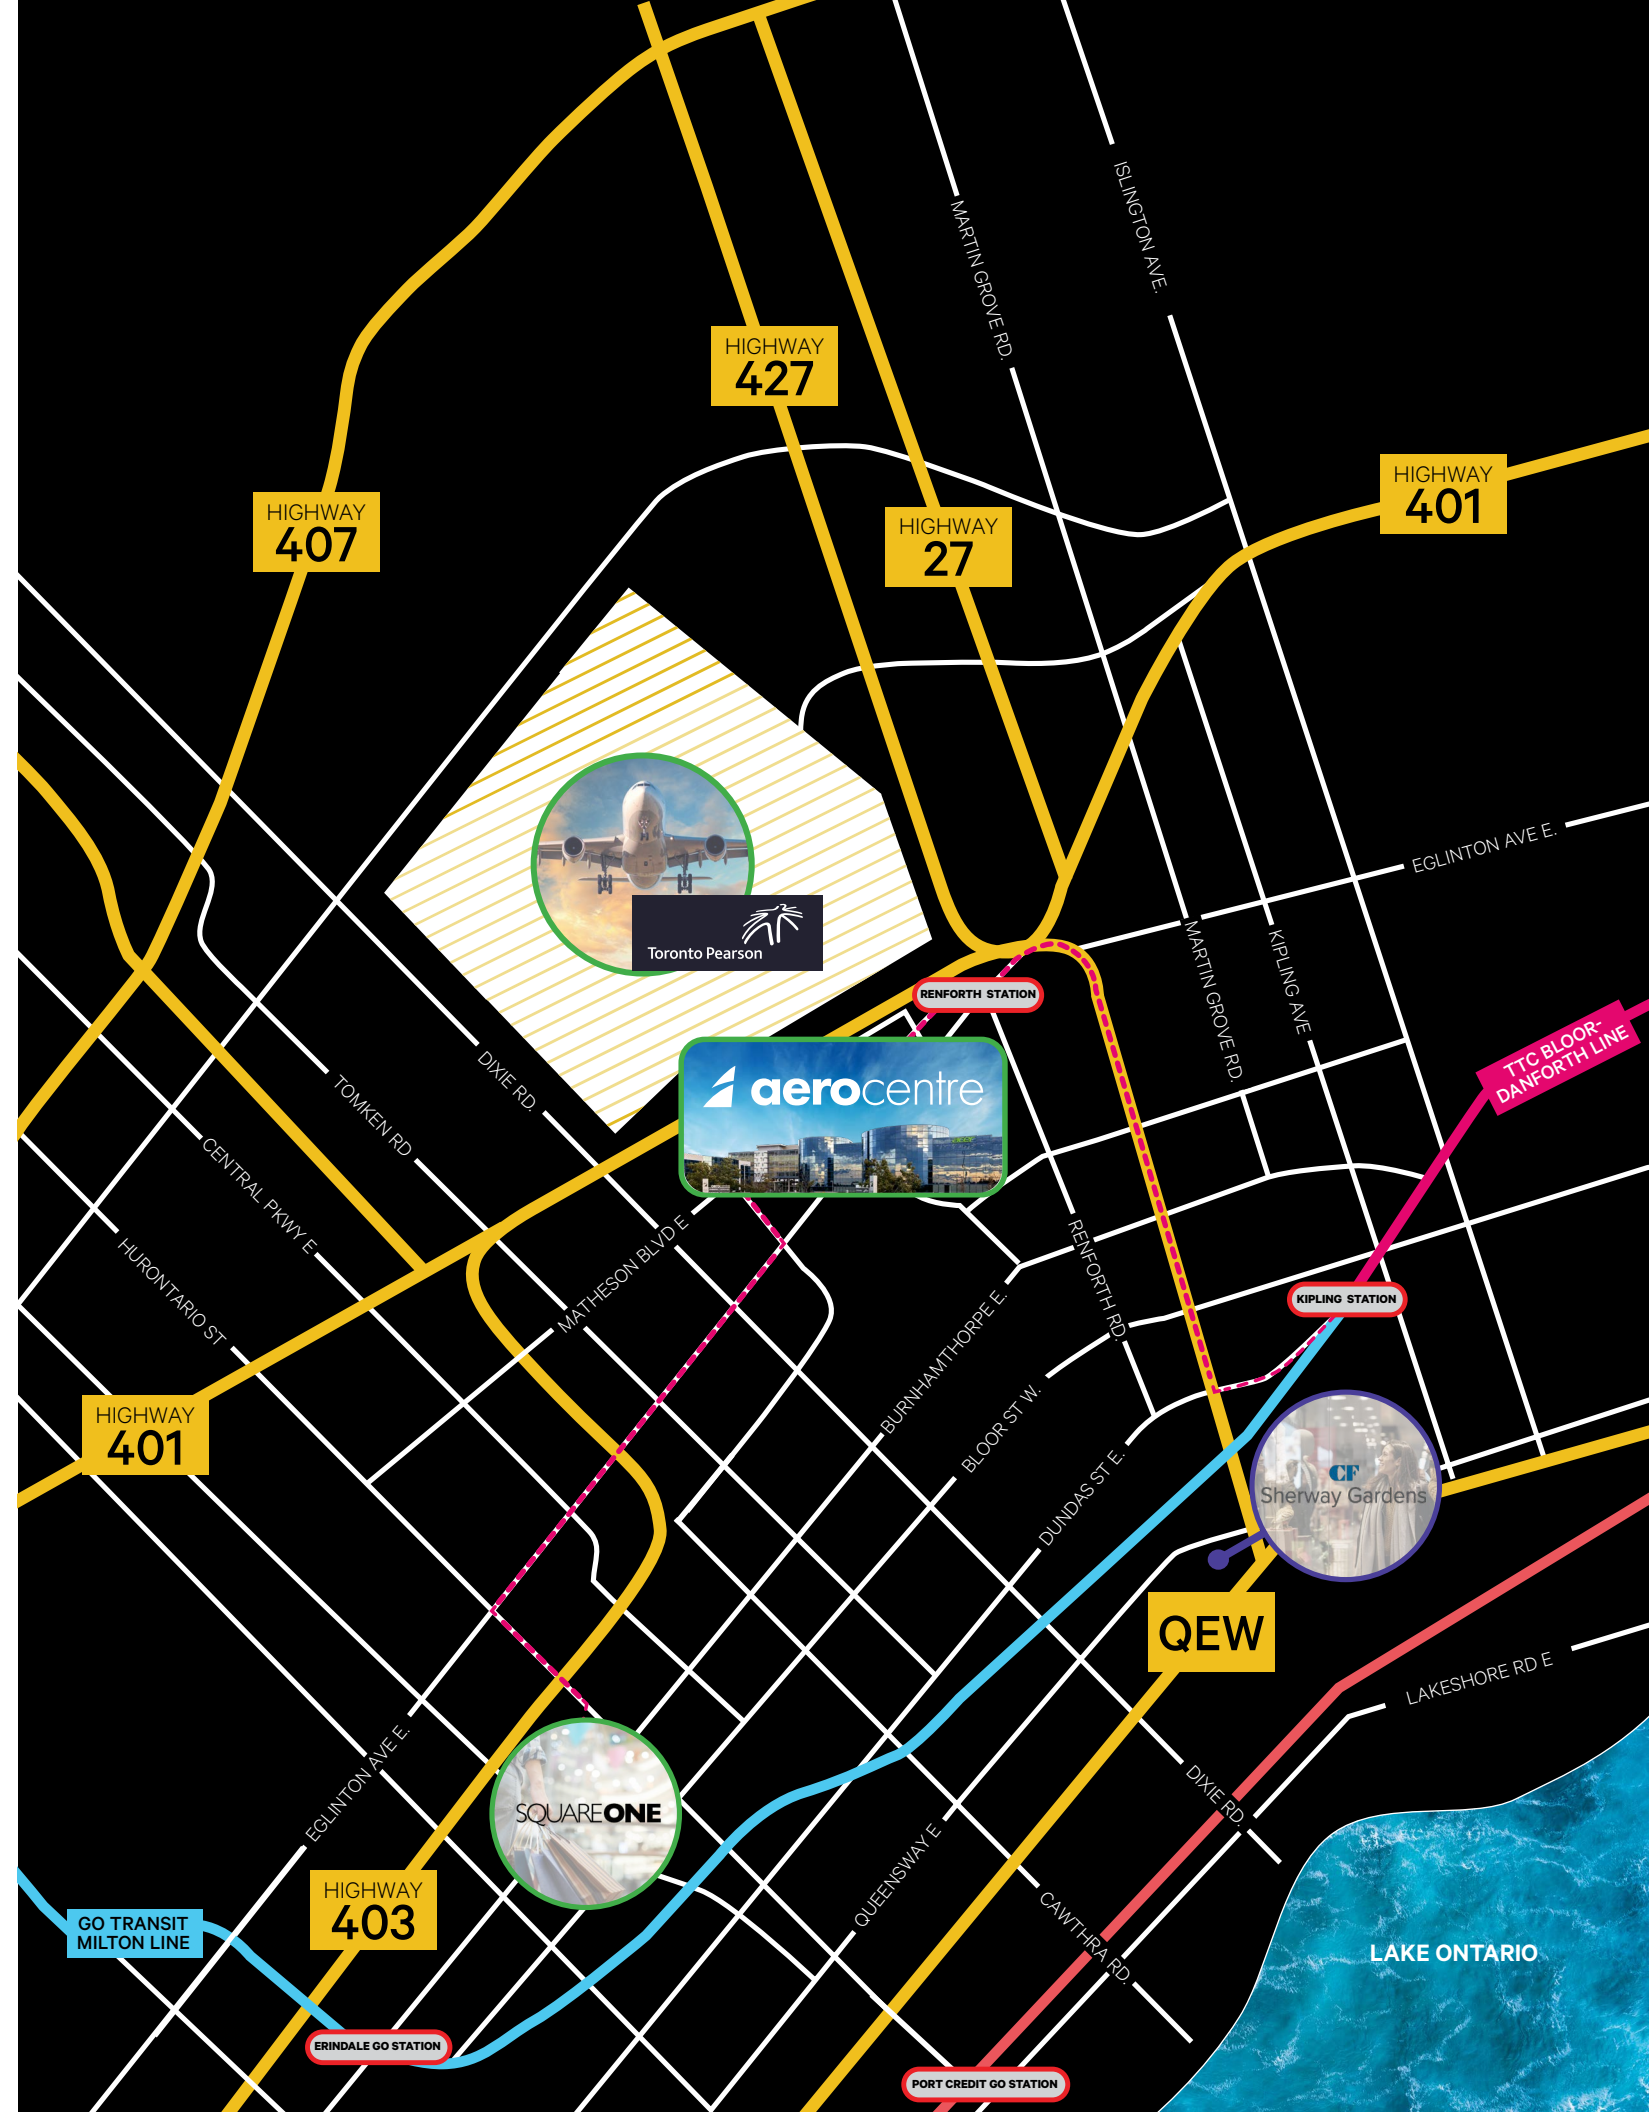 ISLINGTON AVE.
MARTIN GROVE RD.
HIGHWAY
427
HIGHWAY
401
HIGHWAY
407
HIGHWAY
27
EGLINTON AVE E.
Toronto Pearson
MARTIN GROVE RD.
KIPLING AVE
RENFORTH STATION
TTC BLOOR-
DANFORTH LINE
aerocentre
DIXIE RD.
TOMKEN RD
CENTRAL PKWY E
HURONTARIO ST
MATHESON BLVD E
RENFORTH RD.
KIPLING STATION
BURNHAMTHORPE E.
BLOOR ST W.
DUNDAS ST E.
HIGHWAY
401
CF
Sherway Gardens
QEW
LAKESHORE RD E
EGLINTON AVE E.
SQUAREONE
DIXIE RD.
QUEENSWAY E
CAWTHRA RD.
HIGHWAY
403
GO TRANSIT
MILTON LINE
LAKE ONTARIO
ERINDALE GO STATION
PORT CREDIT GO STATION